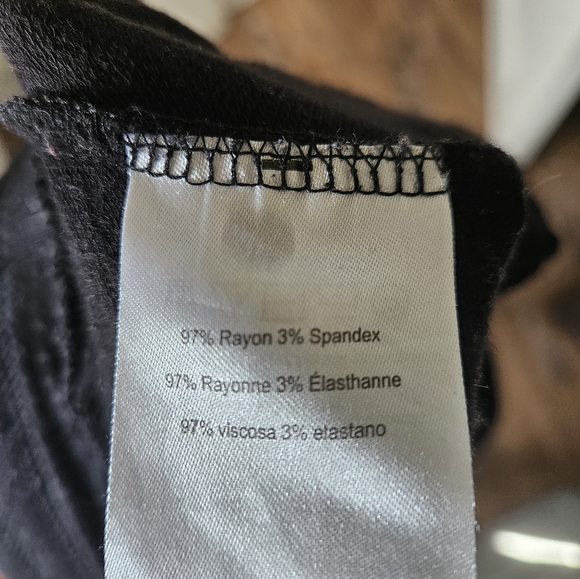 97% Rayon 3% Spandex
97% Rayonne 3% Élasthanne
97% viscosa 3% elastano